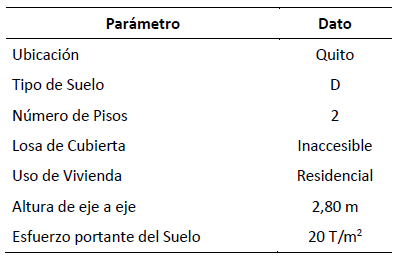 Parámetro Dato
Ubicación Quito
Tipo de Suelo D
Número de Pisos 2
Losa de Cubierta Inaccesible
Uso de Vivienda Residencial
Altura de eje a eje 2,80 m
Esfuerzo portante del Suelo 20 T/m²